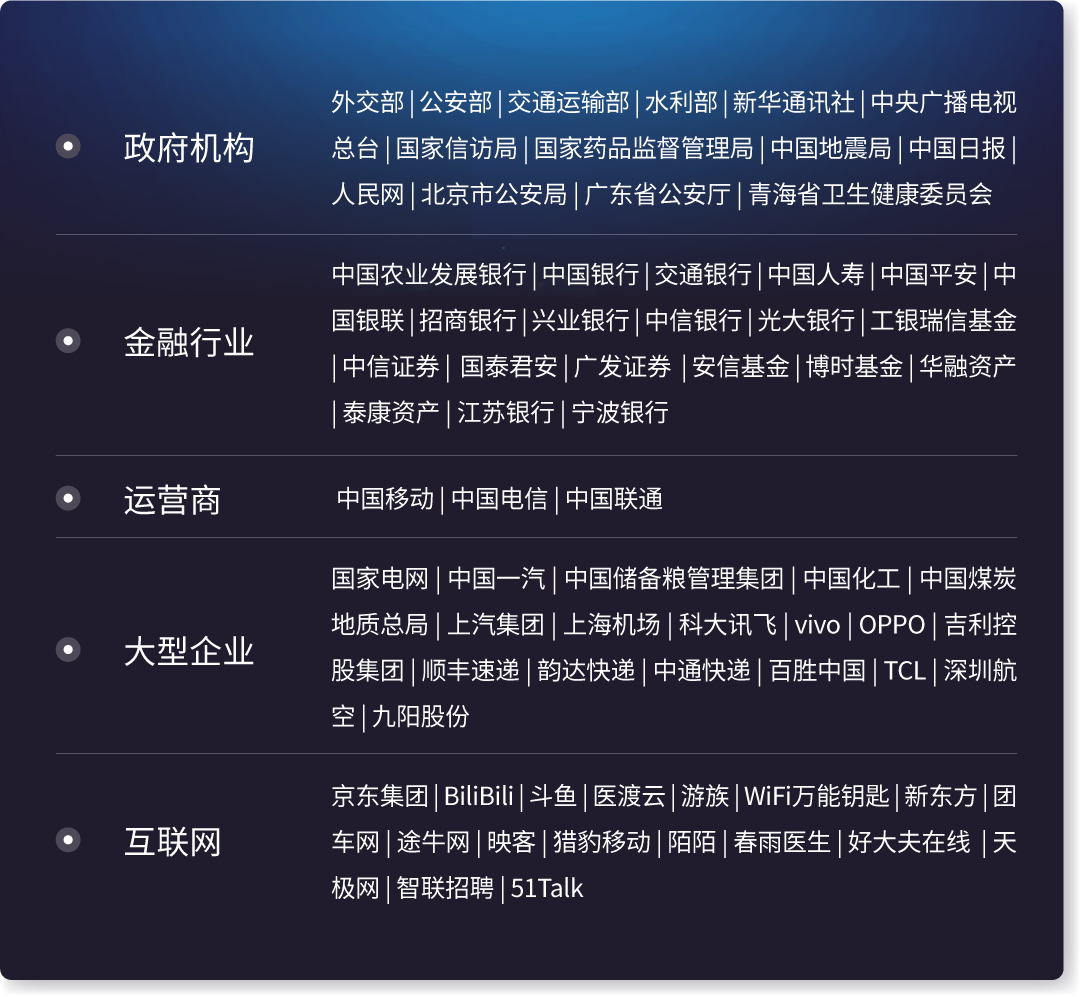 政府机构
外交部 | 公安部 | 交通运输部 | 水利部 | 新华通讯社 | 中央广播电视
总台 | 国家信访局 | 国家药品监督管理局 | 中国地震局 | 中国日报 |
人民网 | 北京市公安局 | 广东省公安厅 | 青海省卫生健康委员会
金融行业
中国农业发展银行 | 中国银行 | 交通银行 | 中国人寿 | 中国平安 | 中
国银联 | 招商银行 | 兴业银行 | 中信银行 | 光大银行 | 工银瑞信基金
| 中信证券 | 国泰君安 | 广发证券 | 安信基金 | 博时基金 | 华融资产
| 泰康资产 | 江苏银行 | 宁波银行
运营商
中国移动 | 中国电信 | 中国联通
大型企业
国家电网 | 中国一汽 | 中国储备粮管理集团 | 中国化工 | 中国煤炭
地质总局 | 上汽集团 | 上海机场 | 科大讯飞 | vivo | OPPO | 吉利控
股集团 | 顺丰速递 | 韵达快递 | 中通快递 | 百胜中国 | TCL | 深圳航
空 | 九阳股份
互联网
京东集团 | BiliBili | 斗鱼 | 医渡云 | 游族 | WiFi万能钥匙 | 新东方 | 团
车网 | 途牛网 | 映客 | 猎豹移动 | 陌陌 | 春雨医生 | 好大夫在线 | 天
极网 | 智联招聘 | 51Talk